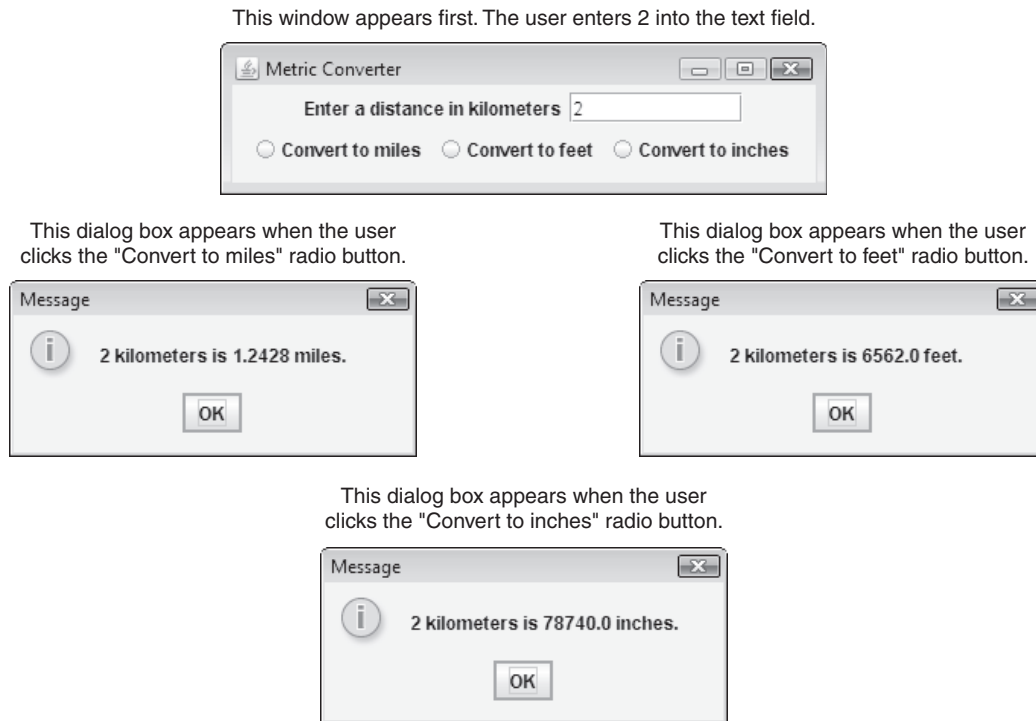 This window appears first. The user enters 2 into the text field.
Metric Converter
Enter a distance in kilometers 2
Convert to miles Convert to feet Convert to inches
This dialog box appears when the user
clicks the "Convert to miles" radio button.
Message
2 kilometers is 1.2428 miles.
OK
This dialog box appears when the user
clicks the "Convert to feet" radio button.
Message
2 kilometers is 6562.0 feet.
OK
This dialog box appears when the user
clicks the "Convert to inches" radio button.
Message
2 kilometers is 78740.0 inches.
OK